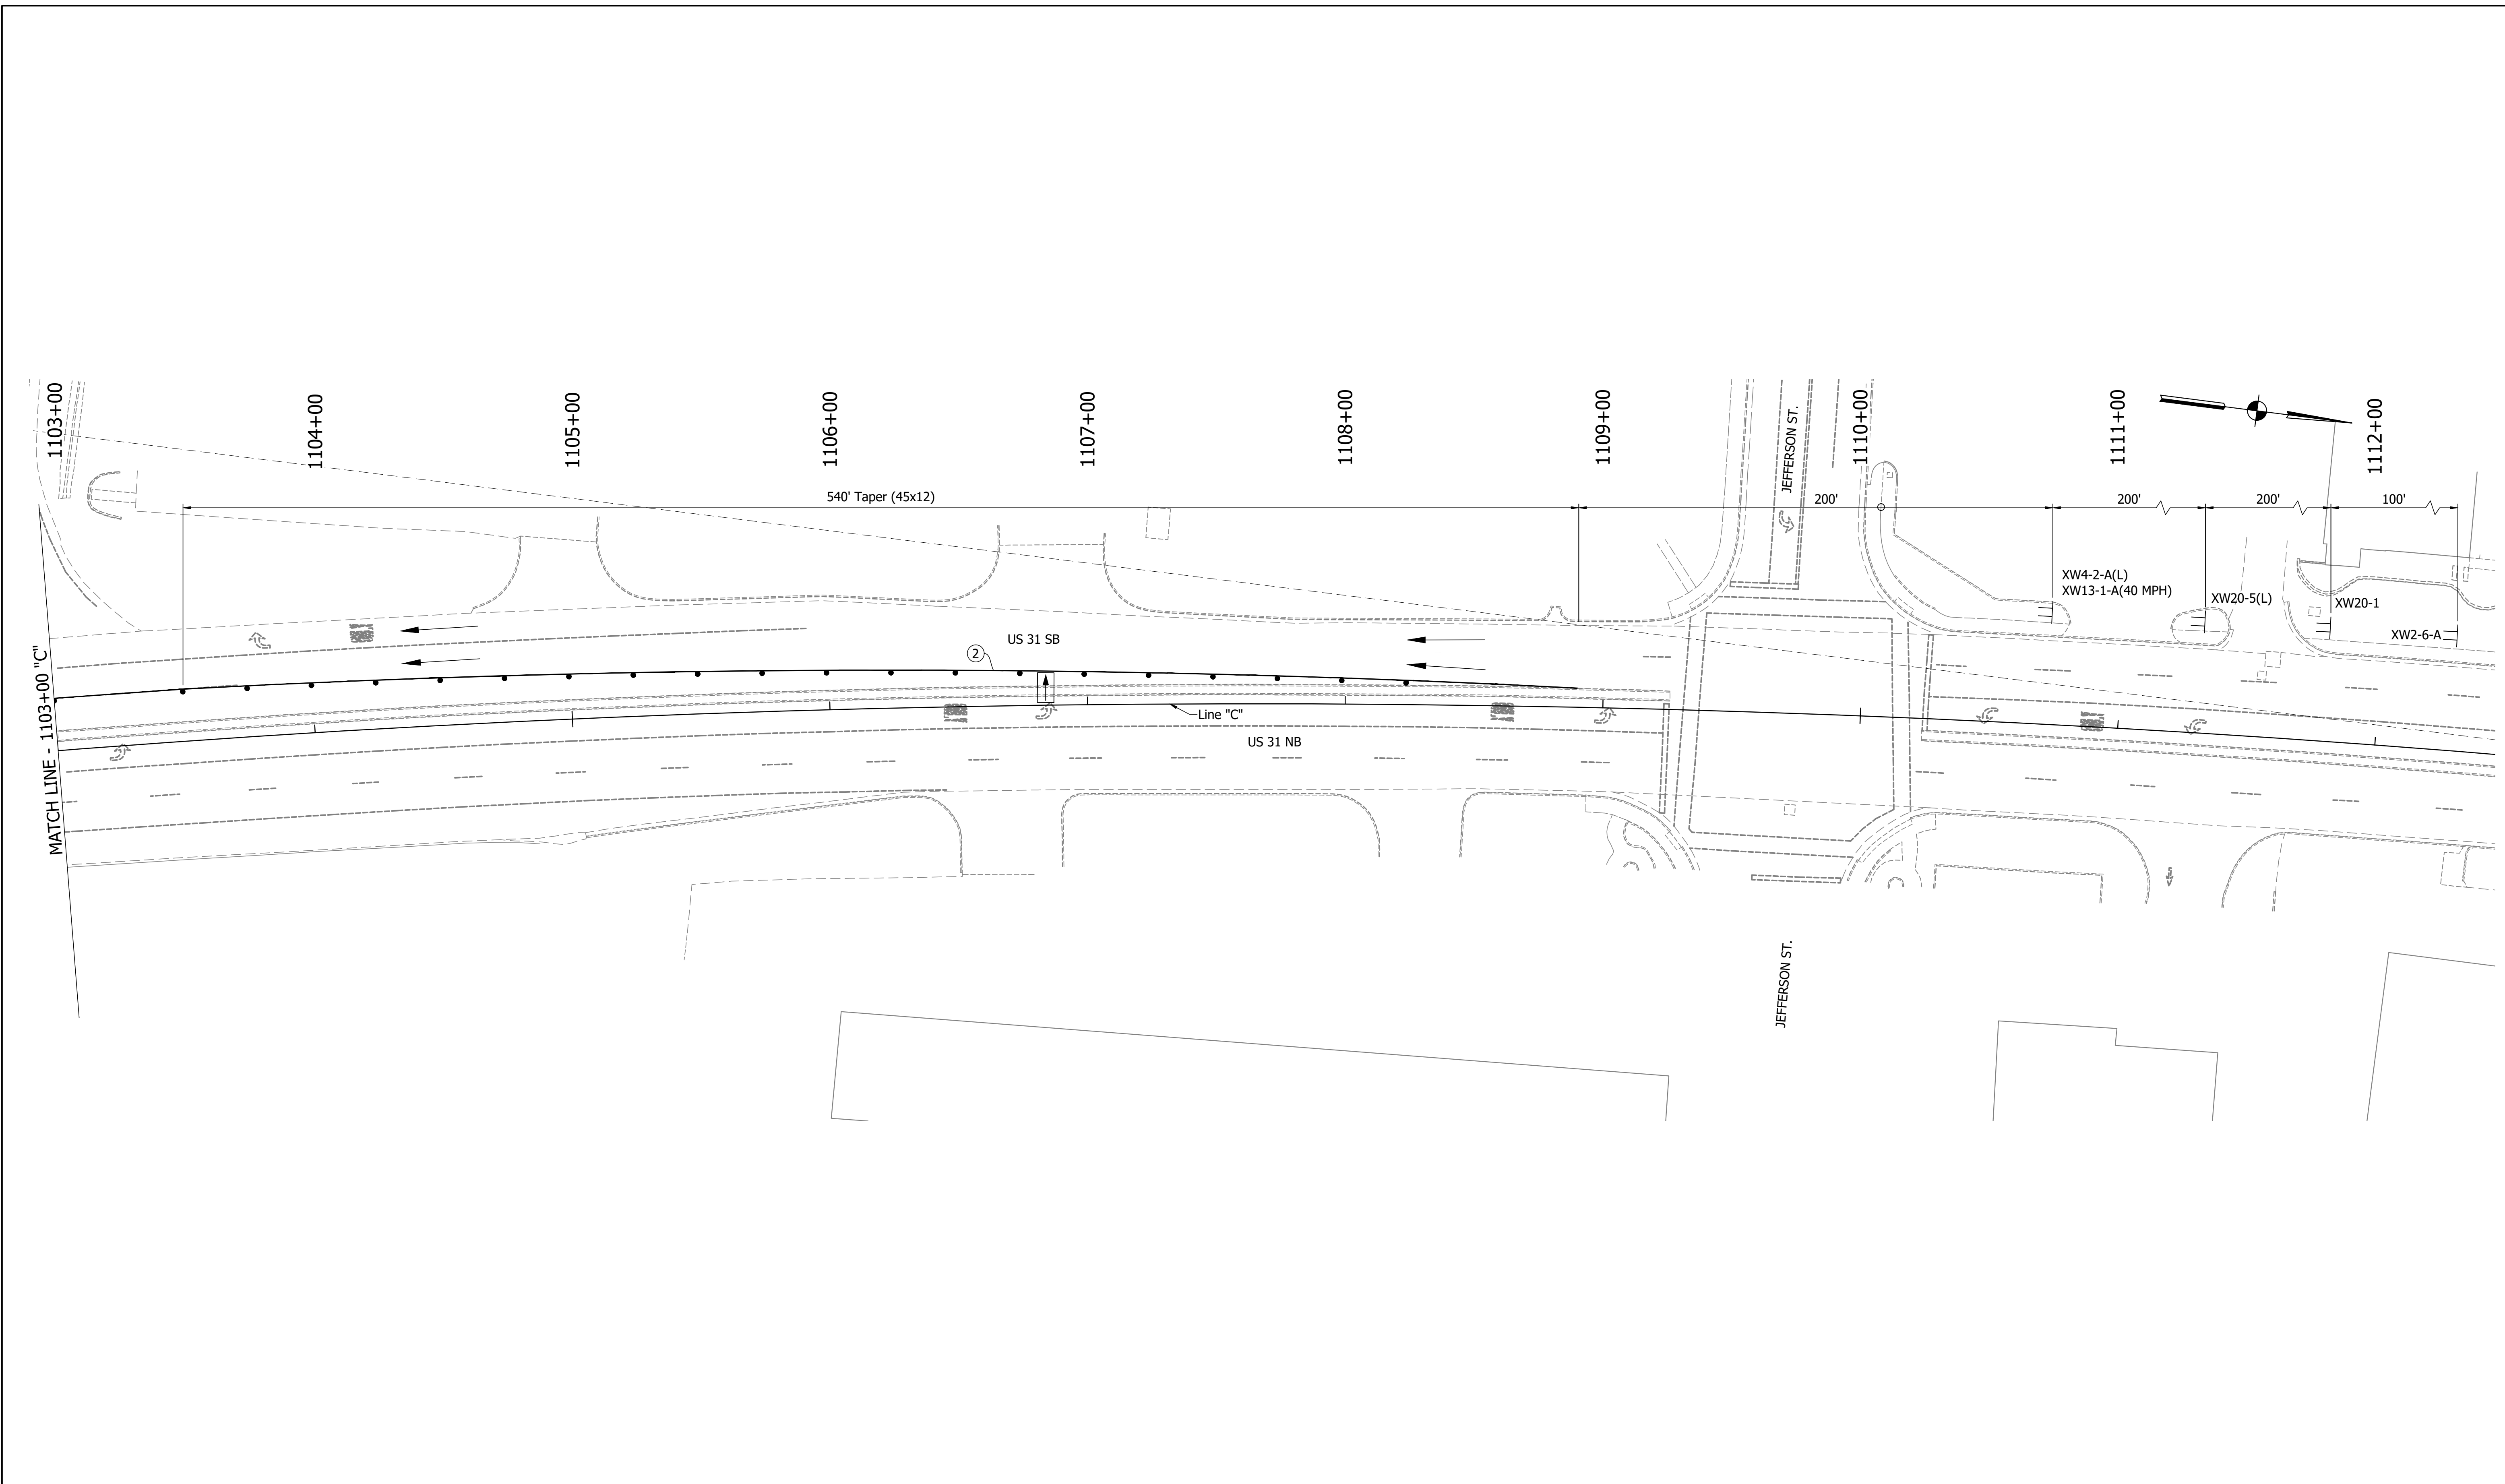 1103+00
1104+00
1105+00
1106+00
1107+00
1108+00
1109+00
1110+00
1111+00
1112+00
JEFFERSON ST.
540' Taper (45x12)
200'
200'
200'
100'
XW4-2-A(L)
XW13-1-A(40 MPH)
XW20-5(L)
XW20-1
XW2-6-A
US 31 SB
2
Line "C"
US 31 NB
MATCH LINE - 1103+00 "C"
JEFFERSON ST.